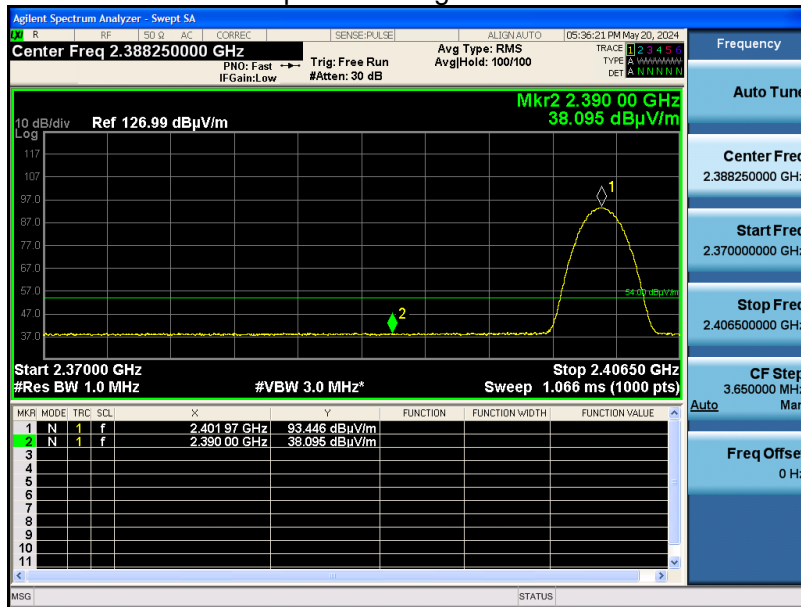 Agilent Spectrum Analyzer - Swept SA
LXI R RF 50 Ω AC CORREC SENSE:PULSE ALIGNAUTO 05:36:21 PM May 20, 2024
Center Freq 2.388250000 GHz Avg Type: RMS TRACE 1 2 3 4 5 6
PNO: Fast Trig: Free Run Avg|Hold: 100/100 TYPE A WWWWW
IFGain:Low #Atten: 30 dB DET A N N N N N
Mkr2 2.390 00 GHz
10 dB/div Ref 126.99 dBµV/m 38.095 dBµV/m
Log
117
107
97.0
87.0
77.0
67.0
57.0
47.0
37.0
1
2
54.00 dBµV/m
Start 2.37000 GHz Stop 2.40650 GHz
#Res BW 1.0 MHz #VBW 3.0 MHz* Sweep 1.066 ms (1000 pts)
MKR MODE TRC SCL X Y FUNCTION FUNCTION WIDTH FUNCTION VALUE
1 N 1 f 2.401 97 GHz 93.446 dBµV/m
2 N 1 f 2.390 00 GHz 38.095 dBµV/m
3
4
5
6
7
8
9
10
11
MSG STATUS
Frequency
Auto Tune
Center Freq
2.388250000 GHz
Start Freq
2.370000000 GHz
Stop Freq
2.406500000 GHz
CF Step
3.650000 MHz
Auto Man
Freq Offset
0 Hz